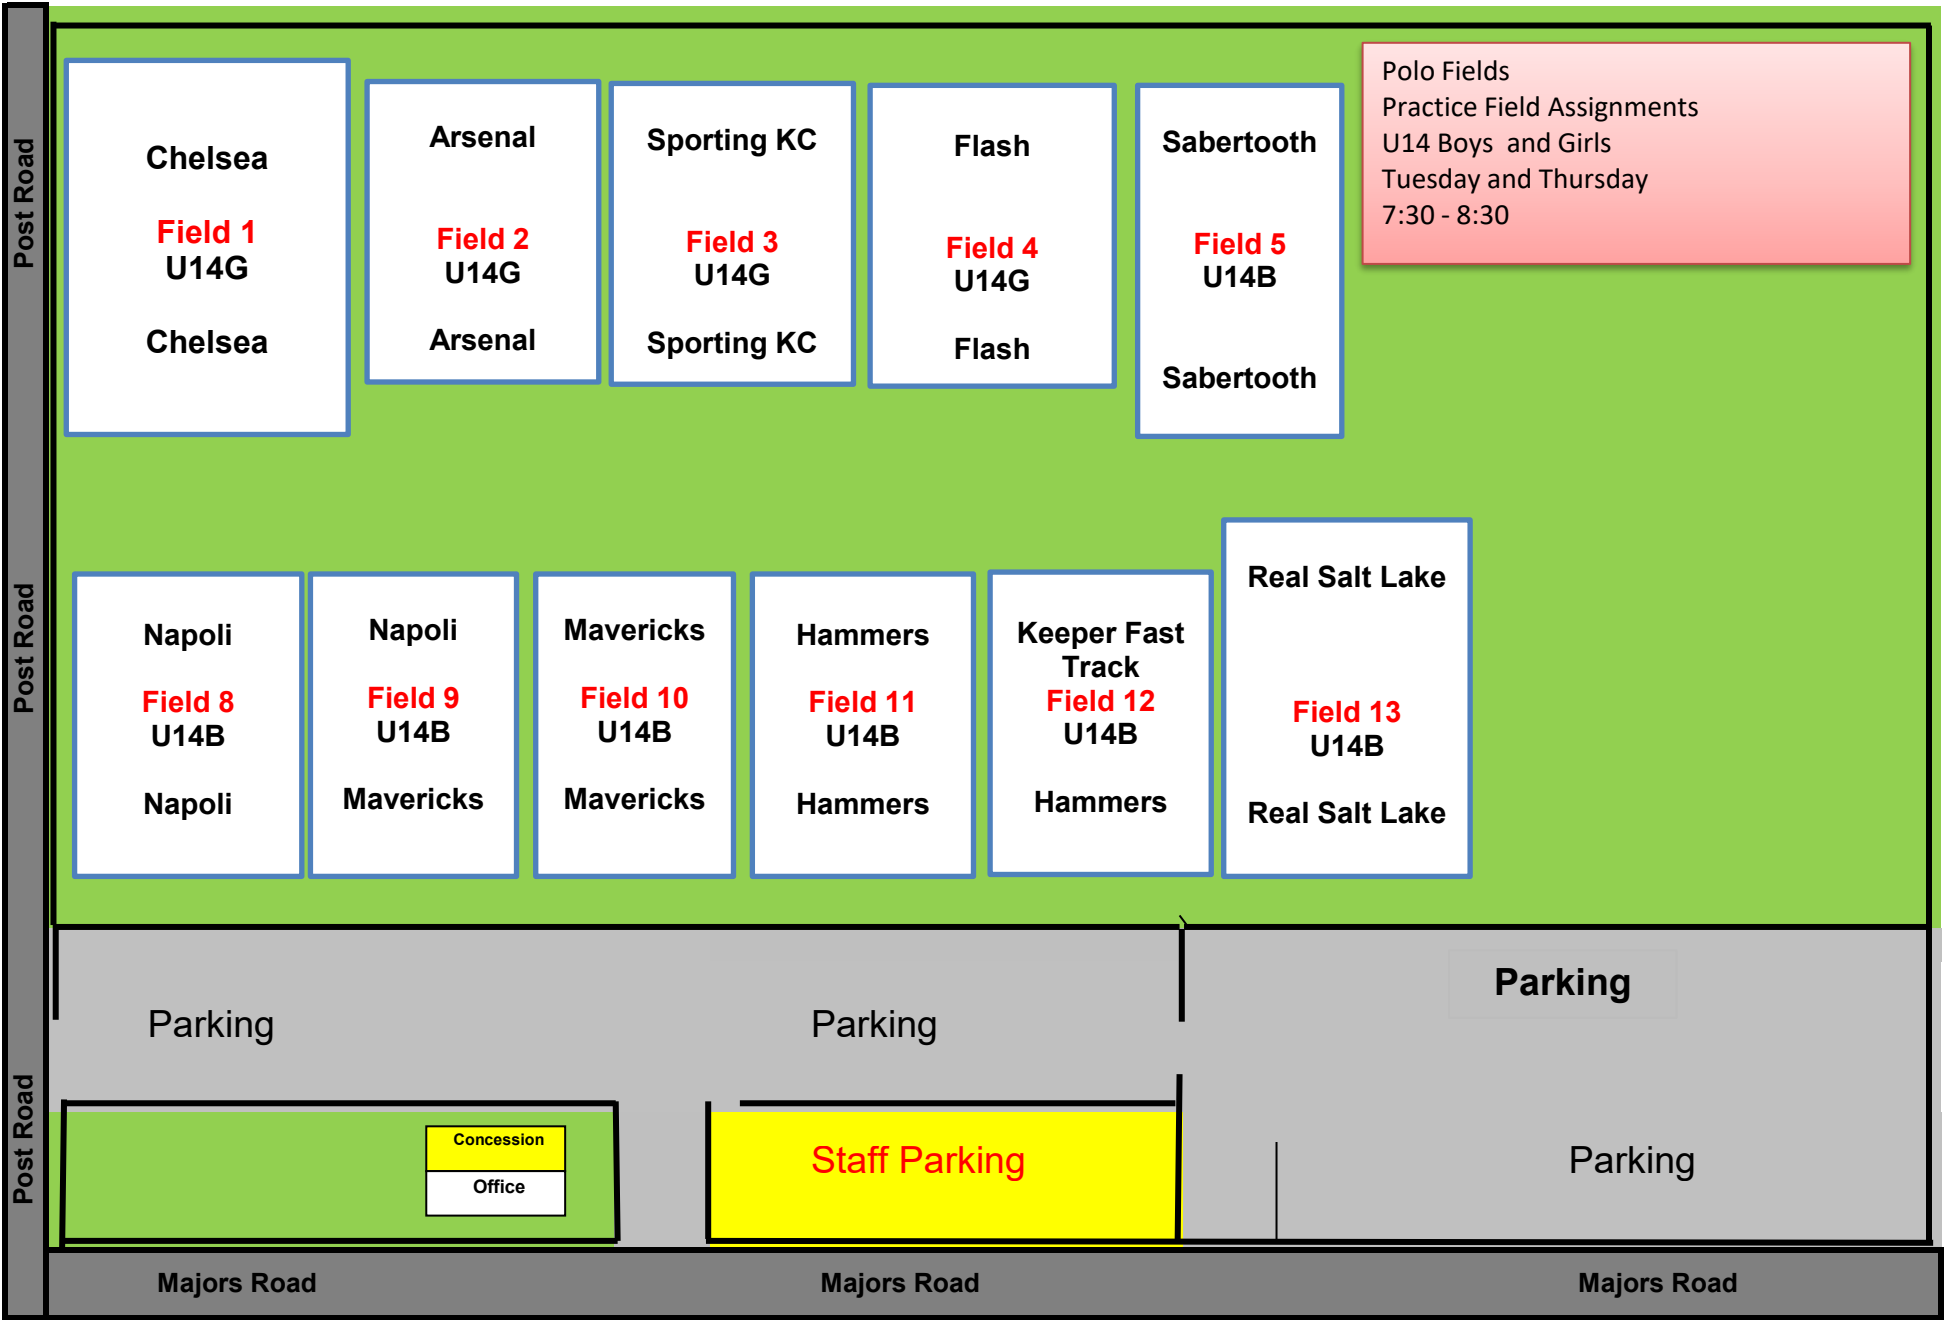 Polo Fields
Practice Field Assignments
U14 Boys  and Girls
Tuesday and Thursday
7:30 - 8:30
Post Road
Chelsea
Field 1
U14G
Chelsea
Arsenal
Field 2
U14G
Arsenal
Sporting KC
Field 3
U14G
Sporting KC
Flash
Field 4
U14G
Flash
Sabertooth
Field 5
U14B
Sabertooth
Post Road
Napoli
Field 8
U14B
Napoli
Napoli
Field 9
U14B
Mavericks
Mavericks
Field 10
U14B
Mavericks
Hammers
Field 11
U14B
Hammers
Keeper Fast
Track
Field 12
U14B
Hammers
Real Salt Lake
Field 13
U14B
Real Salt Lake
Parking
Parking
Parking
Post Road
Concession
Office
Staff Parking
Parking
Majors Road
Majors Road
Majors Road